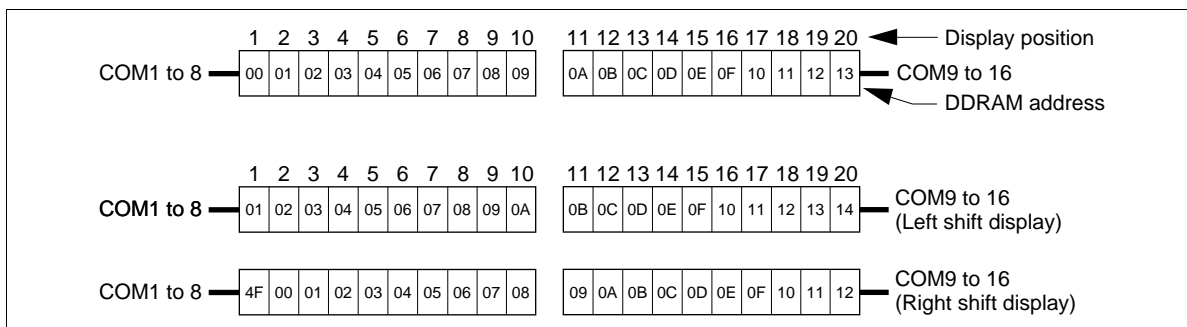 1 2 3 4 5 6 7 8 9 10 11 12 13 14 15 16 17 18 19 20 Display position
COM1 to 8 00 01 02 03 04 05 06 07 08 09 0A 0B 0C 0D 0E 0F 10 11 12 13 COM9 to 16
DDRAM address
1 2 3 4 5 6 7 8 9 10 11 12 13 14 15 16 17 18 19 20
COM1 to 8 01 02 03 04 05 06 07 08 09 0A 0B 0C 0D 0E 0F 10 11 12 13 14 COM9 to 16
(Left shift display)
COM1 to 8 4F 00 01 02 03 04 05 06 07 08 09 0A 0B 0C 0D 0E 0F 10 11 12 COM9 to 16
(Right shift display)